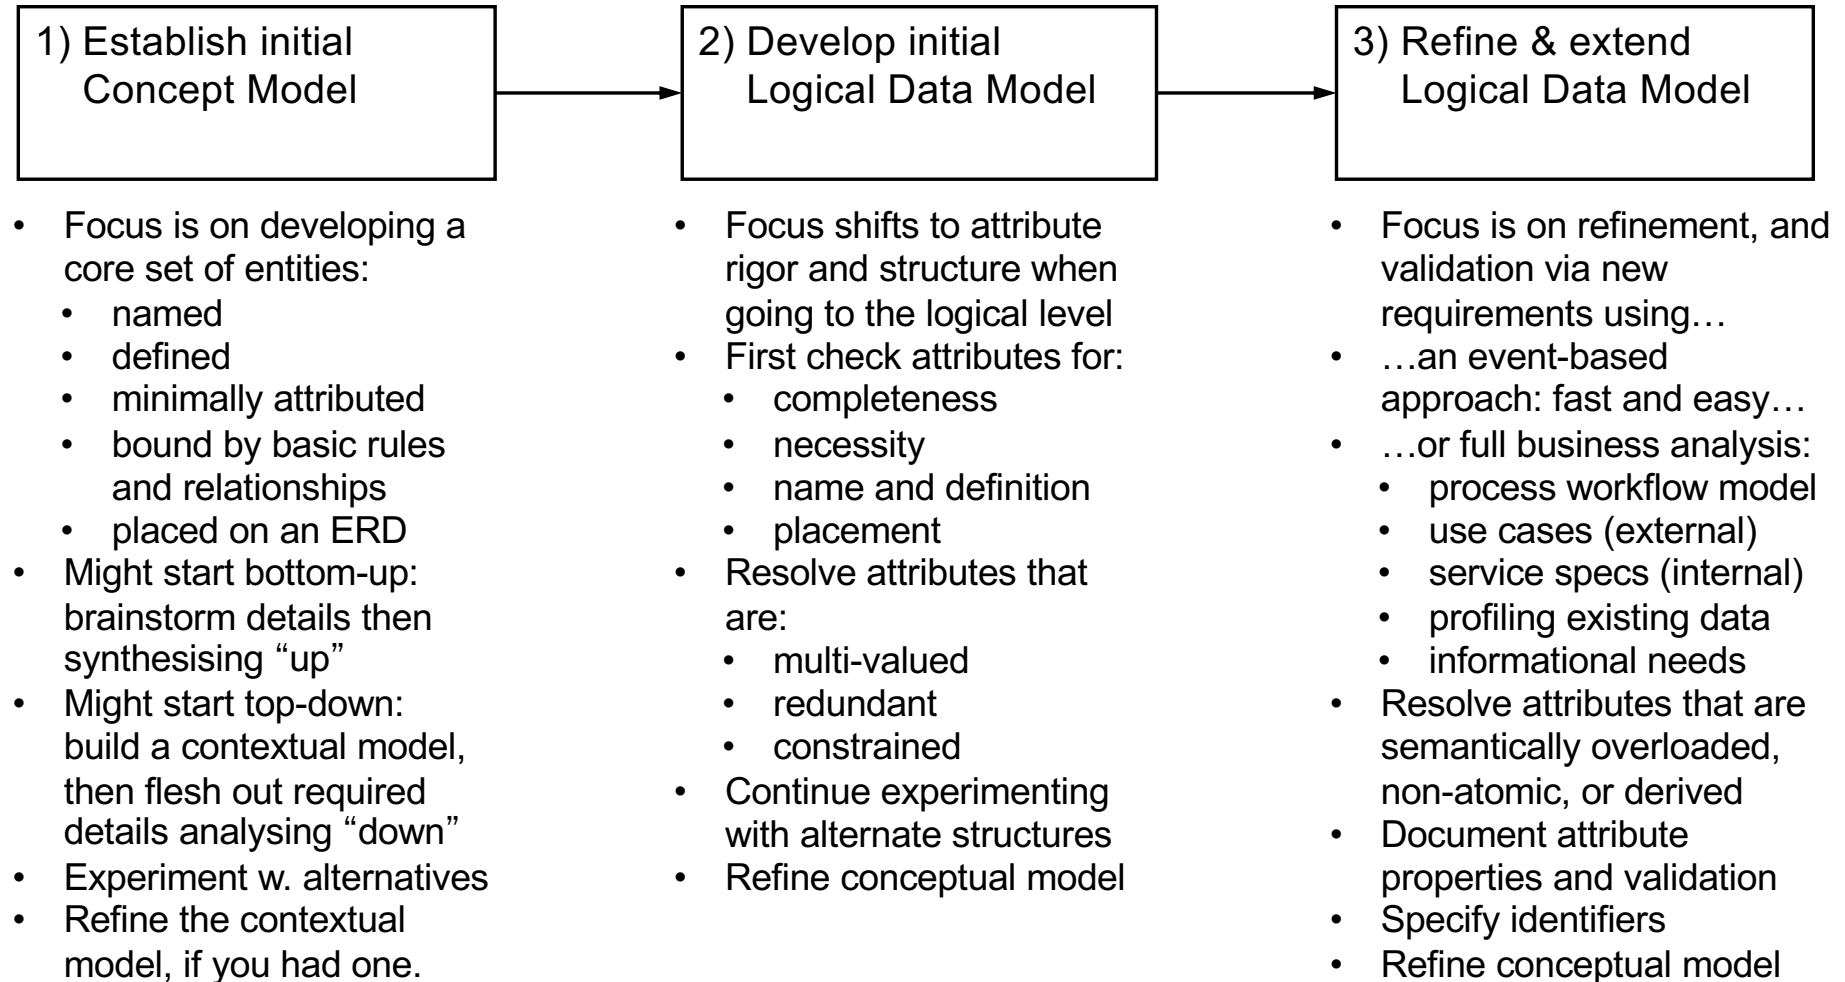 1) Establish initial
Concept Model
2) Develop initial
Logical Data Model
3) Refine & extend
Logical Data Model
• Focus is on developing a
core set of entities:
• named
• defined
• minimally attributed
• bound by basic rules
and relationships
• placed on an ERD
• Might start bottom-up:
brainstorm details then
synthesising “up”
• Might start top-down:
build a contextual model,
then flesh out required
details analysing “down”
• Experiment w. alternatives
• Refine the contextual
model, if you had one.
• Focus shifts to attribute
rigor and structure when
going to the logical level
• First check attributes for:
• completeness
• necessity
• name and definition
• placement
• Resolve attributes that
are:
• multi-valued
• redundant
• constrained
• Continue experimenting
with alternate structures
• Refine conceptual model
• Focus is on refinement, and
validation via new
requirements using…
• …an event-based
approach: fast and easy…
• …or full business analysis:
• process workflow model
• use cases (external)
• service specs (internal)
• profiling existing data
• informational needs
• Resolve attributes that are
semantically overloaded,
non-atomic, or derived
• Document attribute
properties and validation
• Specify identifiers
• Refine conceptual model